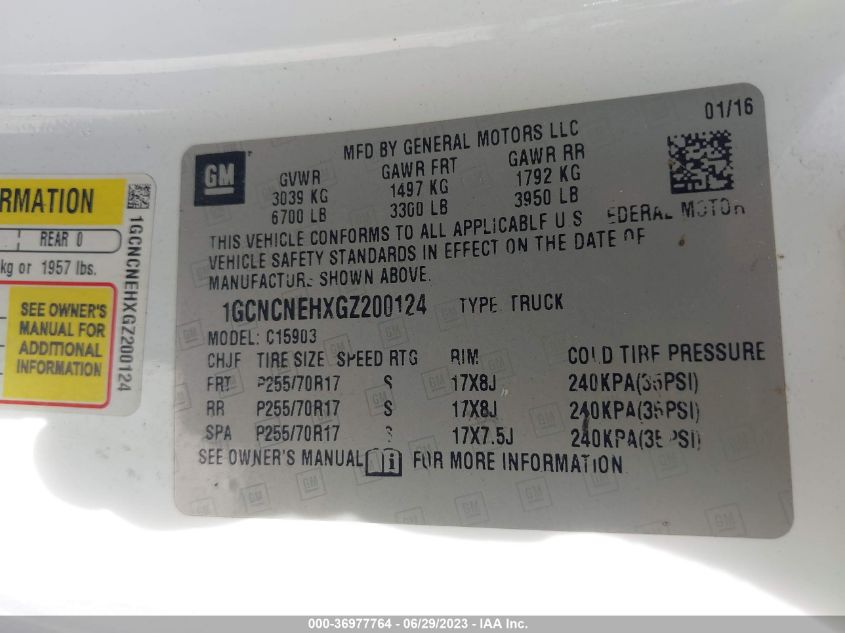 RMATION
REAR 0
kg or 1957 lbs.
SEE OWNER'S
MANUAL FOR
ADDITIONAL
INFORMATION
1GCNCNEHXGZ200124
GM
MFD BY GENERAL MOTORS LLC
01/16
GVWR GAWR FRT GAWR RR
3039 KG 1497 KG 1792 KG
6700 LB 3300 LB 3950 LB
THIS VEHICLE CONFORMS TO ALL APPLICABLE U S EDERAL MOTOR
VEHICLE SAFETY STANDARDS IN EFFECT ON THE DATE OF
MANUFACTURE SHOWN ABOVE.
1GCNCNEHXGZ200124 TYPE: TRUCK
MODEL: C15903
TIRE SIZE SPEED RTG RIM COLD TIRE PRESSURE
FRT P255/70R17 S 17X8J 240KPA(35PSI)
RR P255/70R17 S 17X8J 240KPA(35PSI)
SPA P255/70R17 S 17X7.5J 240KPA(35PSI)
SEE OWNER'S MANUAL FOR MORE INFORMATION
000-36977764 - 06/29/2023 - IAA Inc.